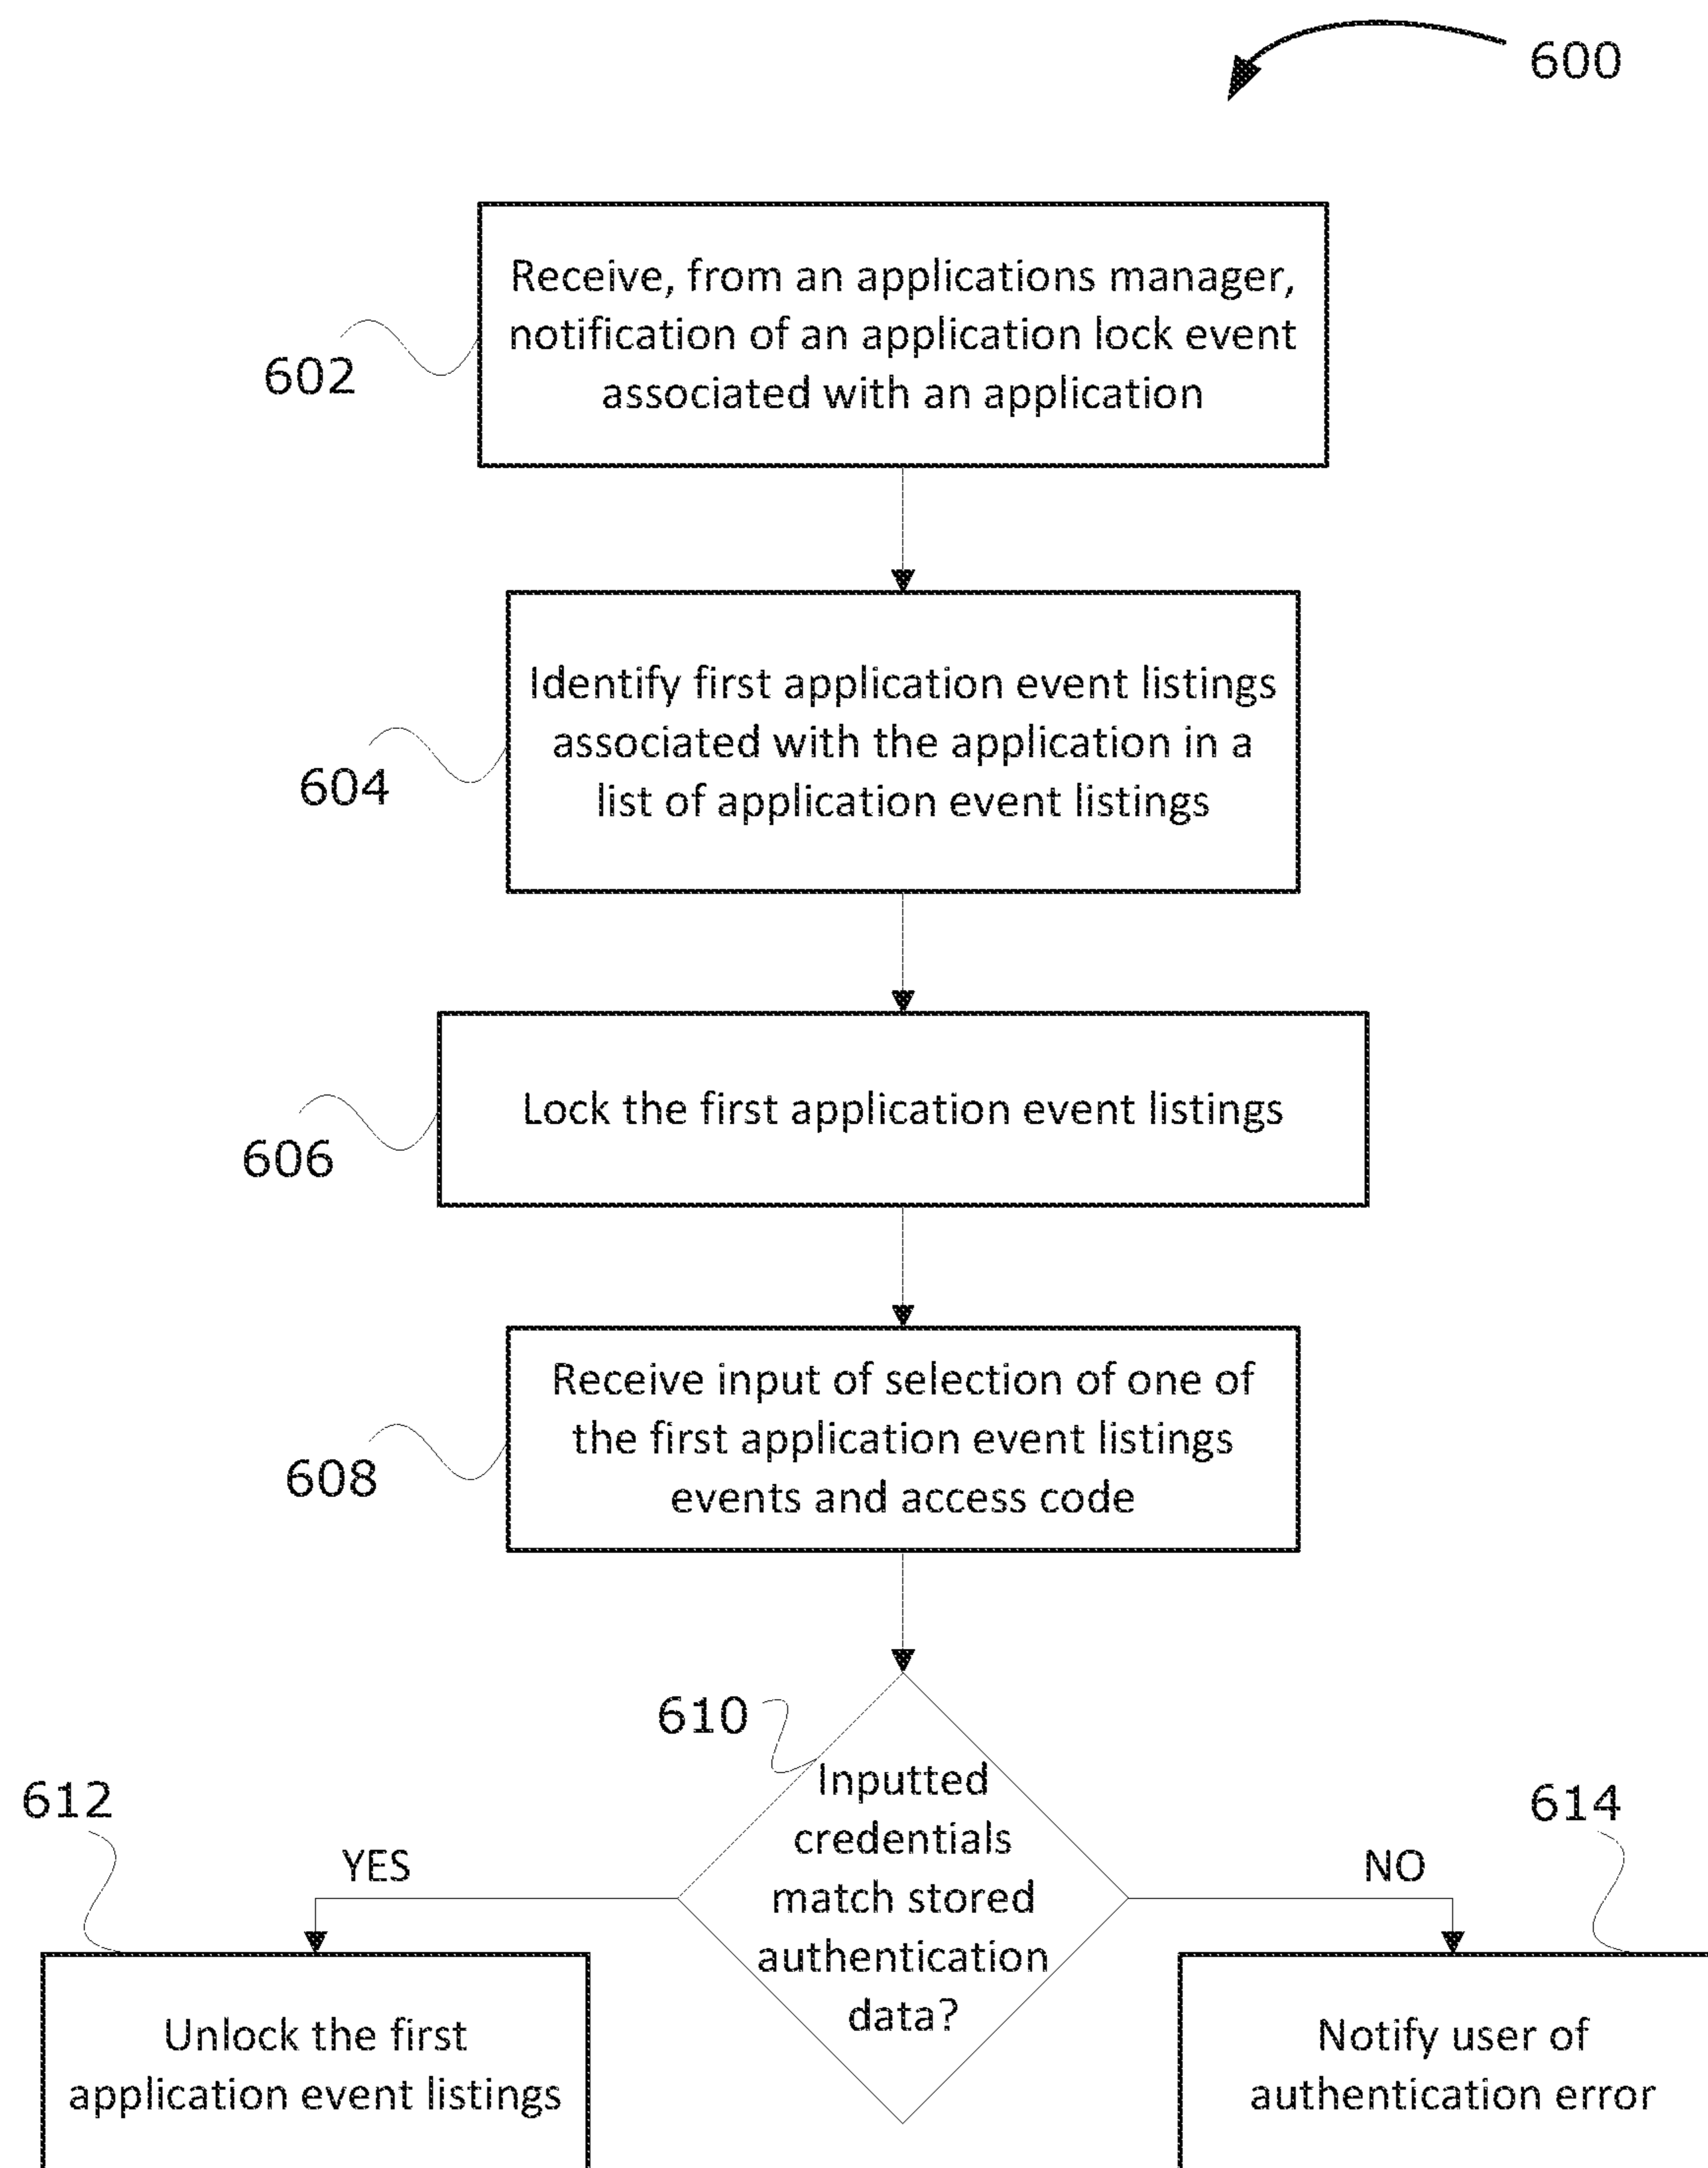 600
Receive, from an applications manager,
notification of an application lock event
associated with an application
602
Identify first application event listings
associated with the application in a
list of application event listings
604
Lock the first application event listings
606
Receive input of selection of one of
the first application event listings
events and access code
608
610
Inputted
credentials
match stored
authentication
data?
612
YES
NO
614
Unlock the first
application event listings
Notify user of
authentication error